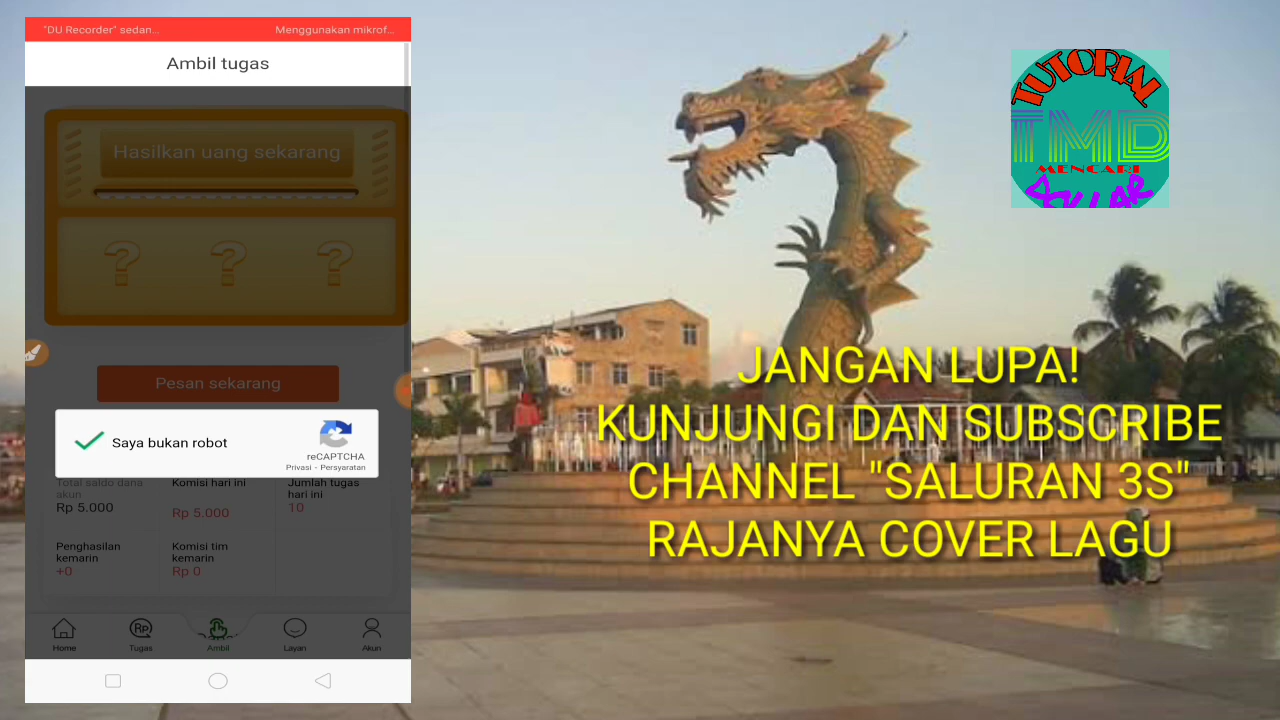 "DU Recorder" sedan...
Menggunakan mikrof...
Ambil tugas
Hasilkan uang sekarang
? ? ?
Pesan sekarang
Saya bukan robot
reCAPTCHA
Privasi - Persyaratan
Total saldo dana
akun
Rp 5.000
Komisi hari ini
Rp 5.000
Jumlah tugas
hari ini
10
Penghasilan
kemarin
+0
Komisi tim
kemarin
Rp 0
Rp
Home
Tugas
Ambil
Layan
Akun
TUTORIAL
TMD
MENCARI
DOLLAR
JANGAN LUPA!
KUNJUNGI DAN SUBSCRIBE
CHANNEL "SALURAN 3S"
RAJANYA COVER LAGU